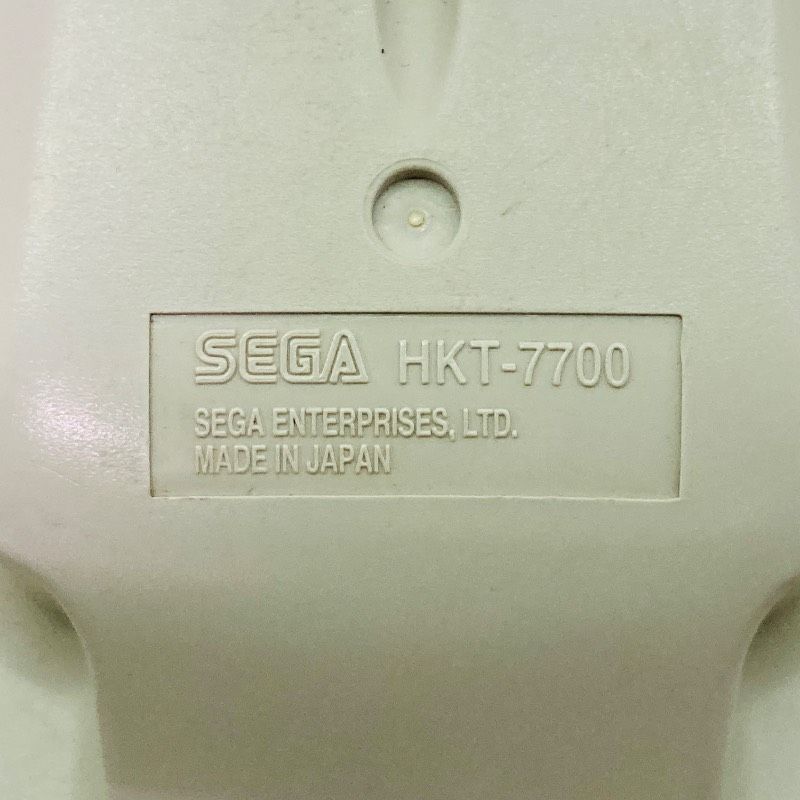 SEGA HKT-7700
SEGA ENTERPRISES, LTD.
MADE IN JAPAN